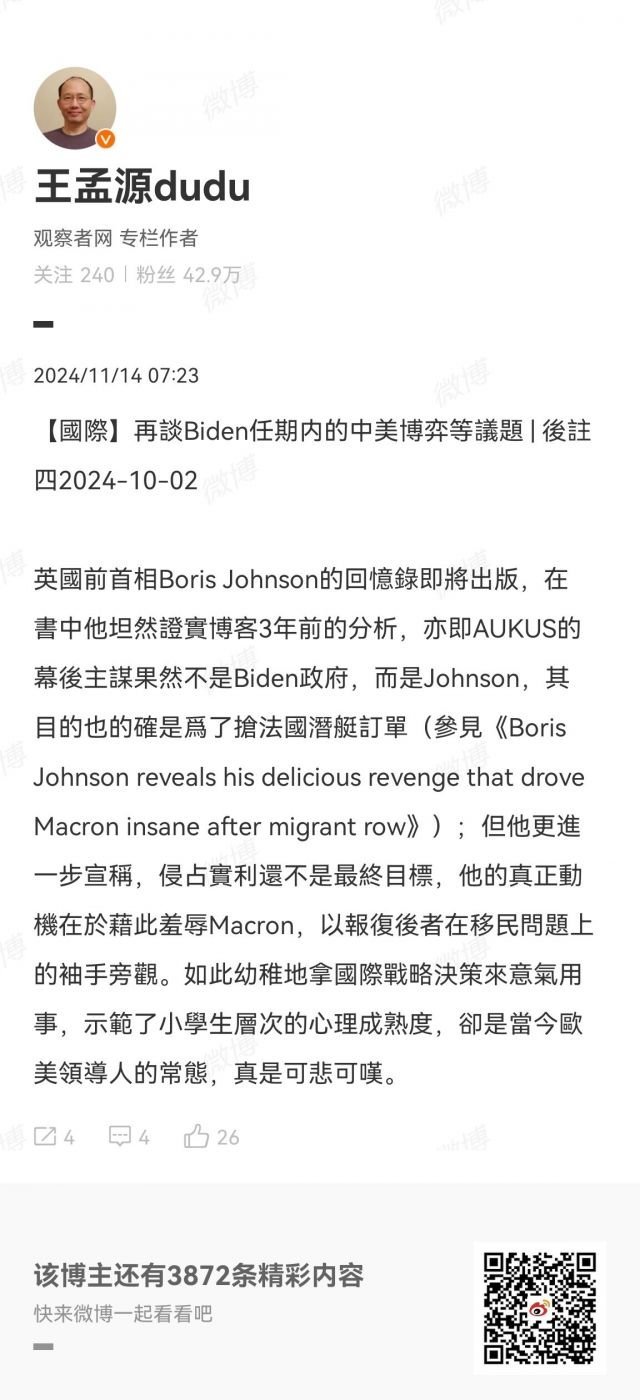 王孟源dudu
观察者网 专栏作者
关注 240 | 粉丝 42.9万
2024/11/14 07:23
【國際】再談Biden任期内的中美博弈等議題 | 後註
四2024-10-02
英國前首相Boris Johnson的回憶錄即將出版，在
書中他坦然證實博客3年前的分析，亦即AUKUS的
幕後主謀果然不是Biden政府，而是Johnson，其
目的也的確是爲了搶法國潛艇訂單（參見《Boris
Johnson reveals his delicious revenge that drove
Macron insane after migrant row》）；但他更進
一步宣稱，侵占實利還不是最終目標，他的真正動
機在於藉此羞辱Macron，以報復後者在移民問題上
的袖手旁觀。如此幼稚地拿國際戰略決策來意氣用
事，示範了小學生層次的心理成熟度，卻是當今歐
美領導人的常態，真是可悲可嘆。
4 4 26
该博主还有3872条精彩内容
快来微博一起看看吧
微博